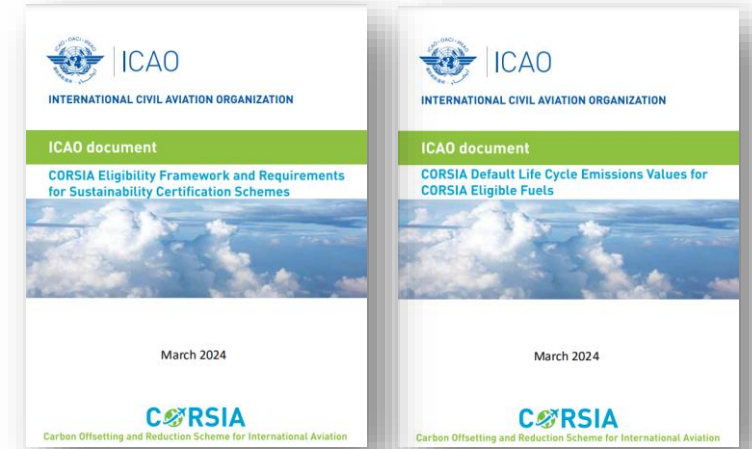 ICAO
INTERNATIONAL CIVIL AVIATION ORGANIZATION
ICAO document
CORSIA Eligibility Framework and Requirements
for Sustainability Certification Schemes
March 2024
CORSIA
Carbon Offsetting and Reduction Scheme for International Aviation
ICAO
INTERNATIONAL CIVIL AVIATION ORGANIZATION
ICAO document
CORSIA Default Life Cycle Emissions Values for
CORSIA Eligible Fuels
March 2024
CORSIA
Carbon Offsetting and Reduction Scheme for International Aviation